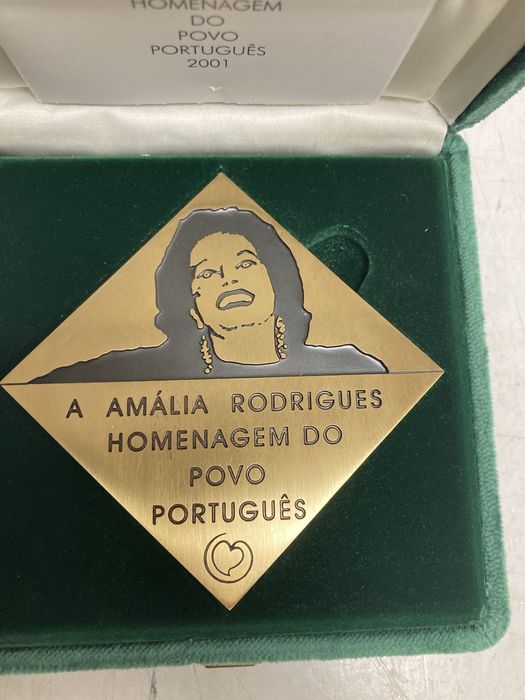 HOMENAGEM
DO
POVO
PORTUGUÊS
2001
A AMÁLIA RODRIGUES
HOMENAGEM DO
POVO
PORTUGUÊS